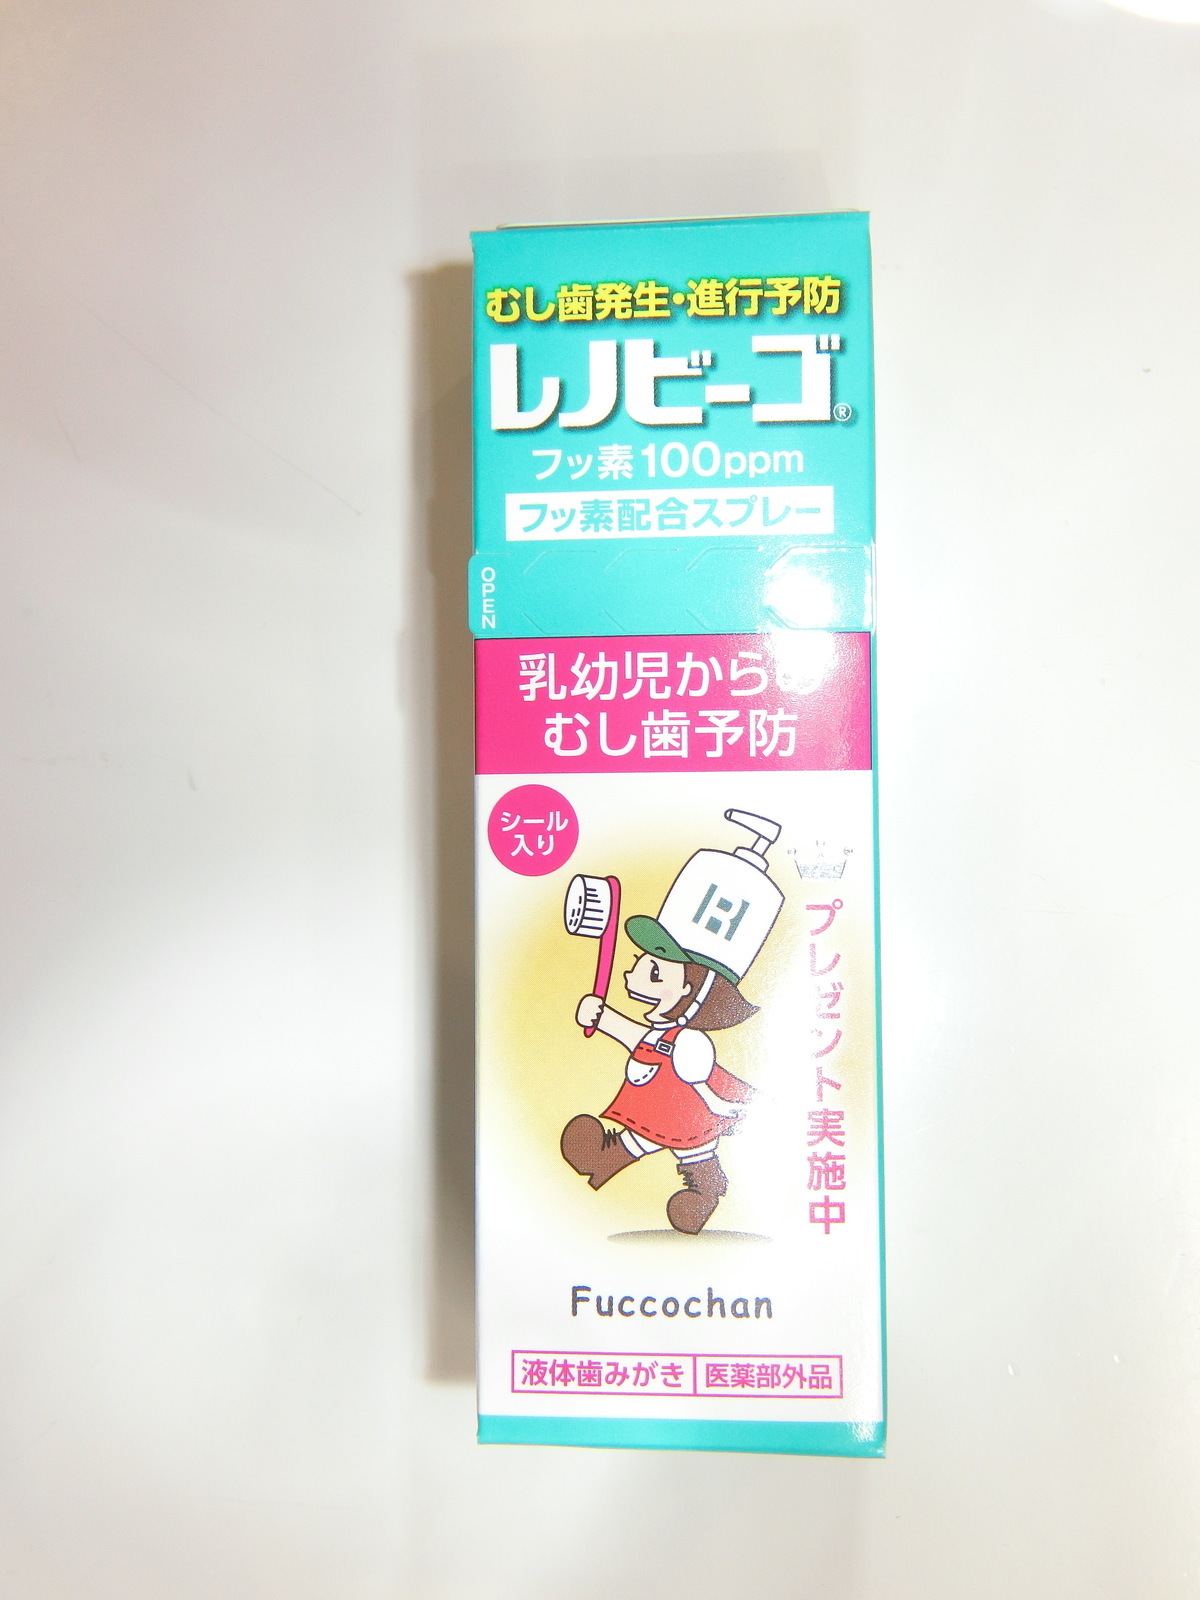 むし歯発生・進行予防
レノビーゴ®
フッ素100ppm
フッ素配合スプレー
OPEN
乳幼児からの
むし歯予防
シール
入り
プレゼント実施中
Fuccochan
液体歯みがき 医薬部外品